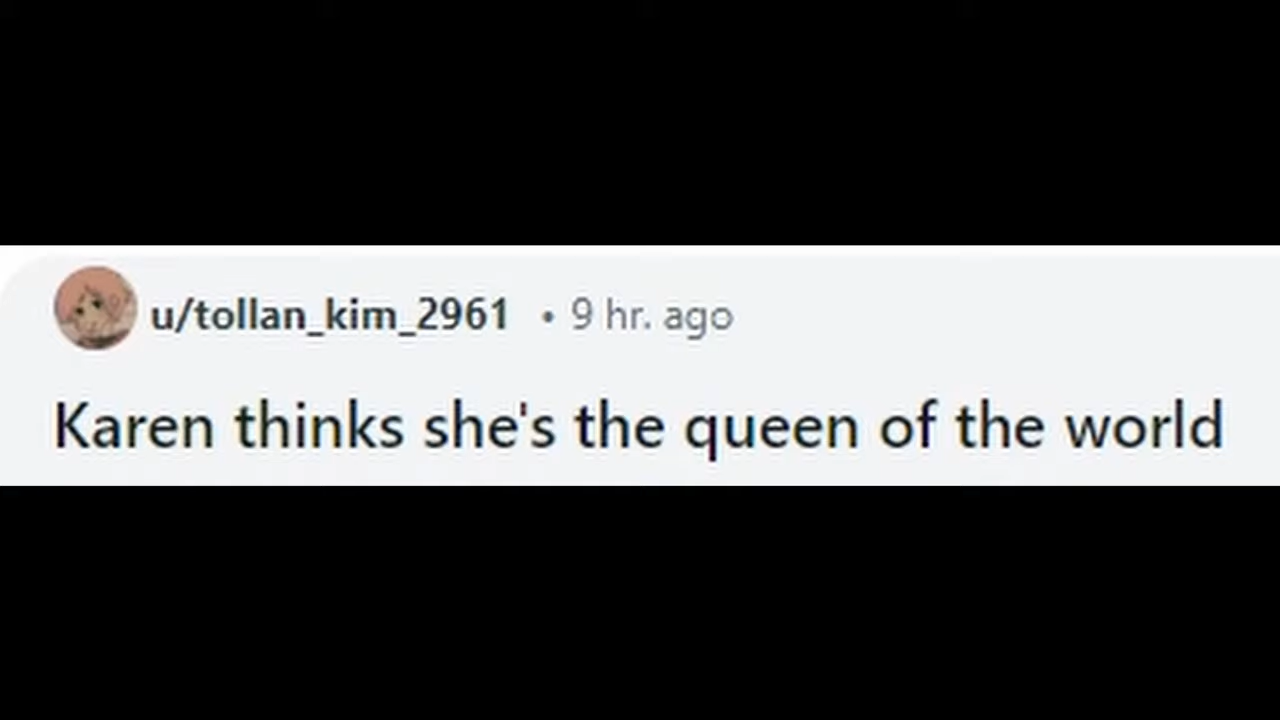 u/tollan_kim_2961 • 9 hr. ago
Karen thinks she's the queen of the world